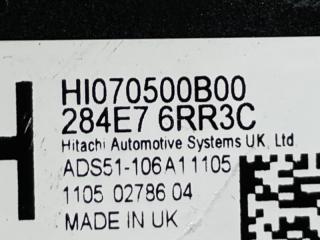 HI070500B00
284E7 6RR3C
Hitachi Automotive Systems UK, Ltd
ADS51-106A11105
1105 02786 04
MADE IN UK
H